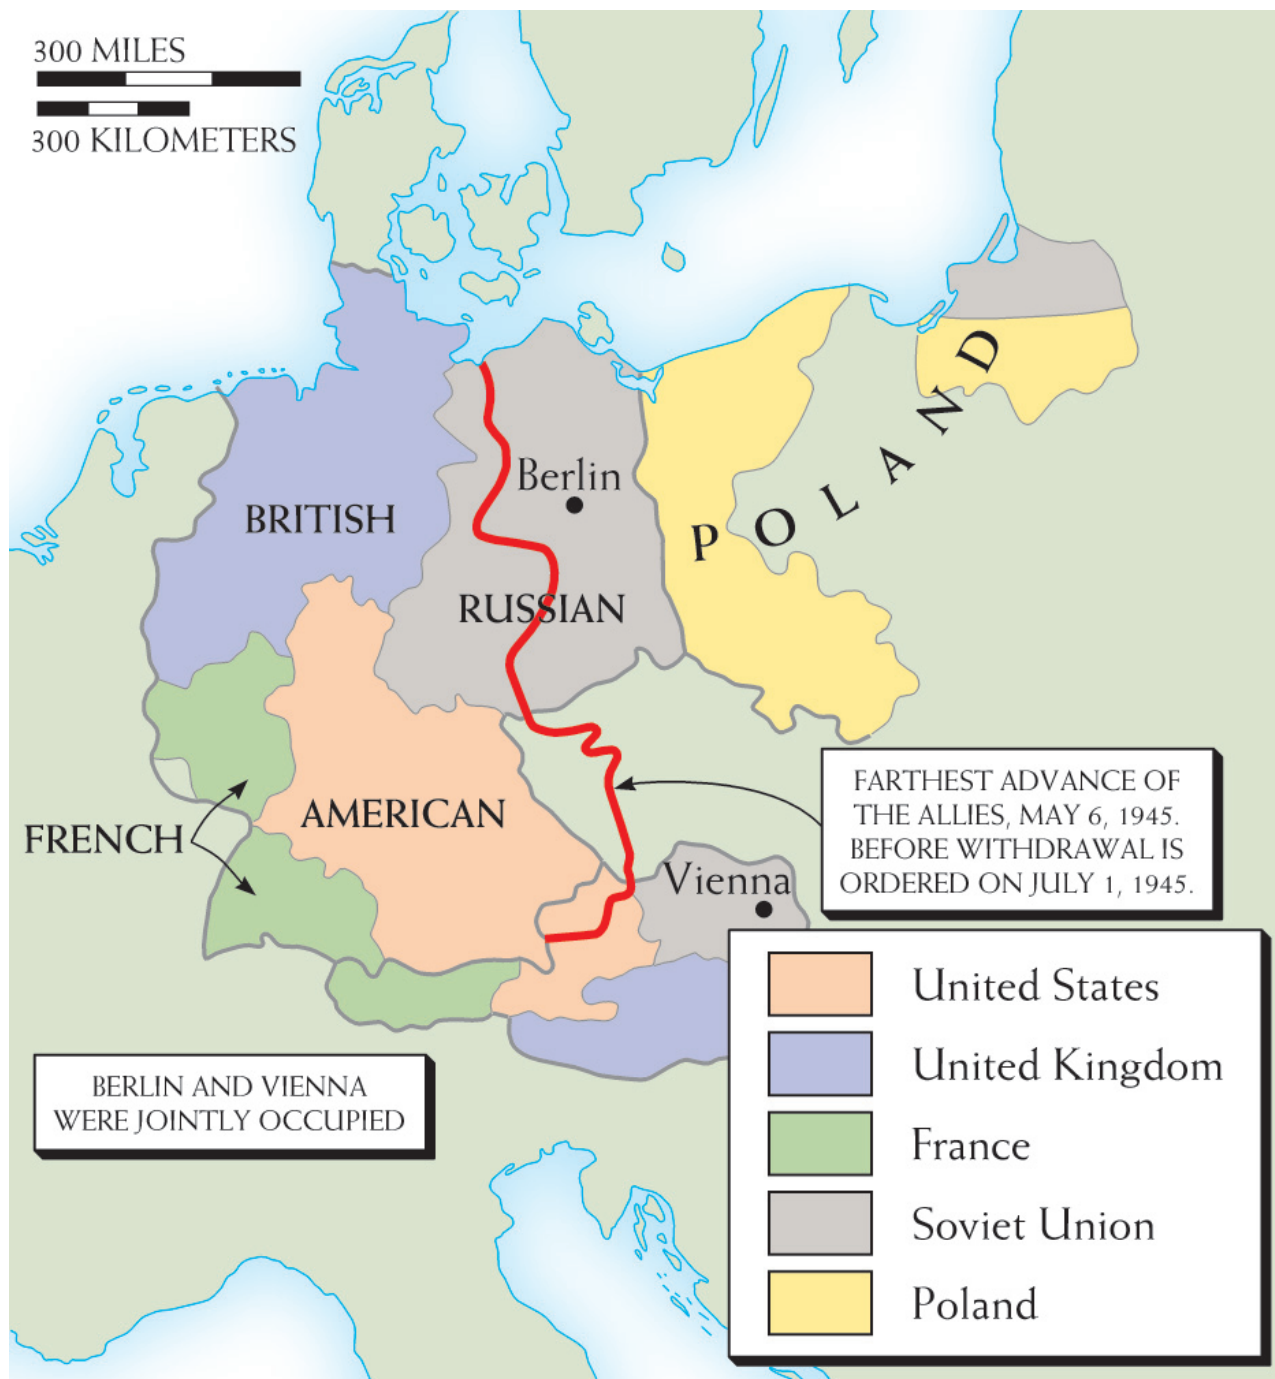 300 MILES
300 KILOMETERS
Berlin
BRITISH
POLAND
RUSSIAN
FARTHEST ADVANCE OF
THE ALLIES, MAY 6, 1945.
BEFORE WITHDRAWAL IS
ORDERED ON JULY 1, 1945.
AMERICAN
FRENCH
Vienna
BERLIN AND VIENNA
WERE JOINTLY OCCUPIED
United States
United Kingdom
France
Soviet Union
Poland